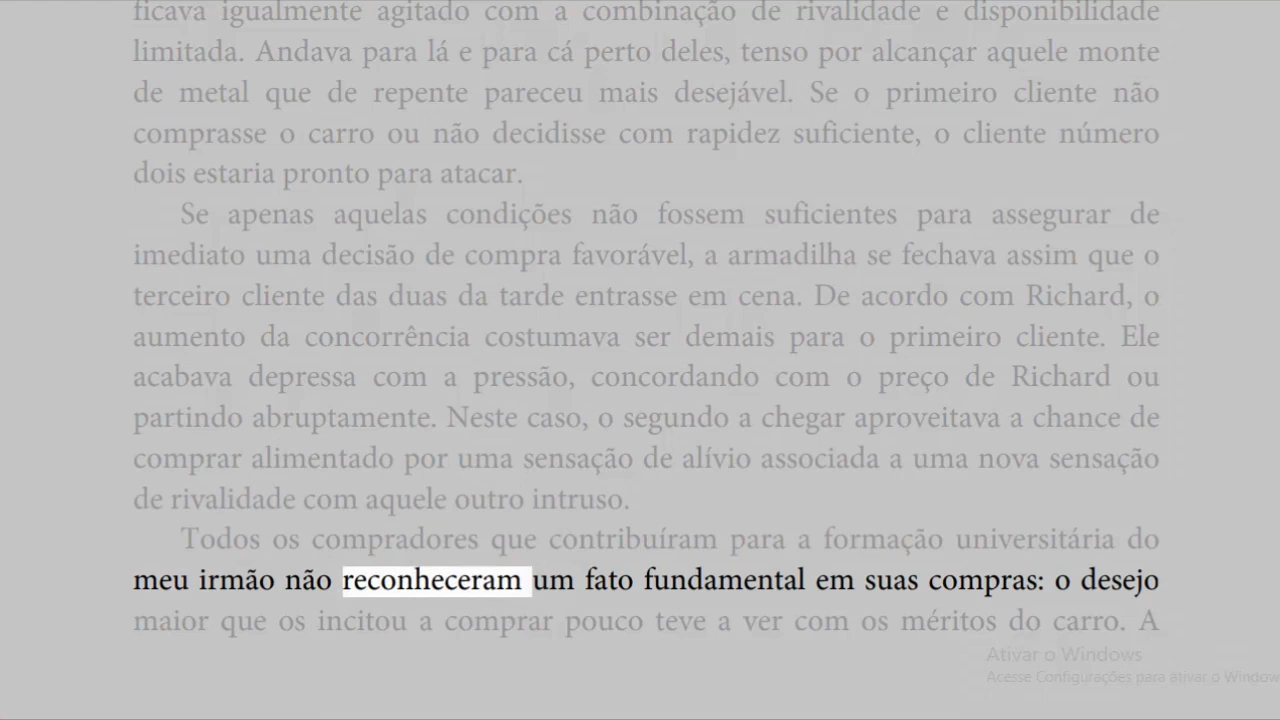 ficava igualmente agitado com a combinação de rivalidade e disponibilidade
limitada. Andava para lá e para cá perto deles, tenso por alcançar aquele monte
de metal que de repente pareceu mais desejável. Se o primeiro cliente não
comprasse o carro ou não decidisse com rapidez suficiente, o cliente número
dois estaria pronto para atacar.
Se apenas aquelas condições não fossem suficientes para assegurar de
imediato uma decisão de compra favorável, a armadilha se fechava assim que o
terceiro cliente das duas da tarde entrasse em cena. De acordo com Richard, o
aumento da concorrência costumava ser demais para o primeiro cliente. Ele
acabava depressa com a pressão, concordando com o preço de Richard ou
partindo abruptamente. Neste caso, o segundo a chegar aproveitava a chance de
comprar alimentado por uma sensação de alívio associada a uma nova sensação
de rivalidade com aquele outro intruso.
Todos os compradores que contribuíram para a formação universitária do
meu irmão não reconheceram um fato fundamental em suas compras: o desejo
maior que os incitou a comprar pouco teve a ver com os méritos do carro. A
Ativar o Windows
Acesse Configurações para ativar o Window